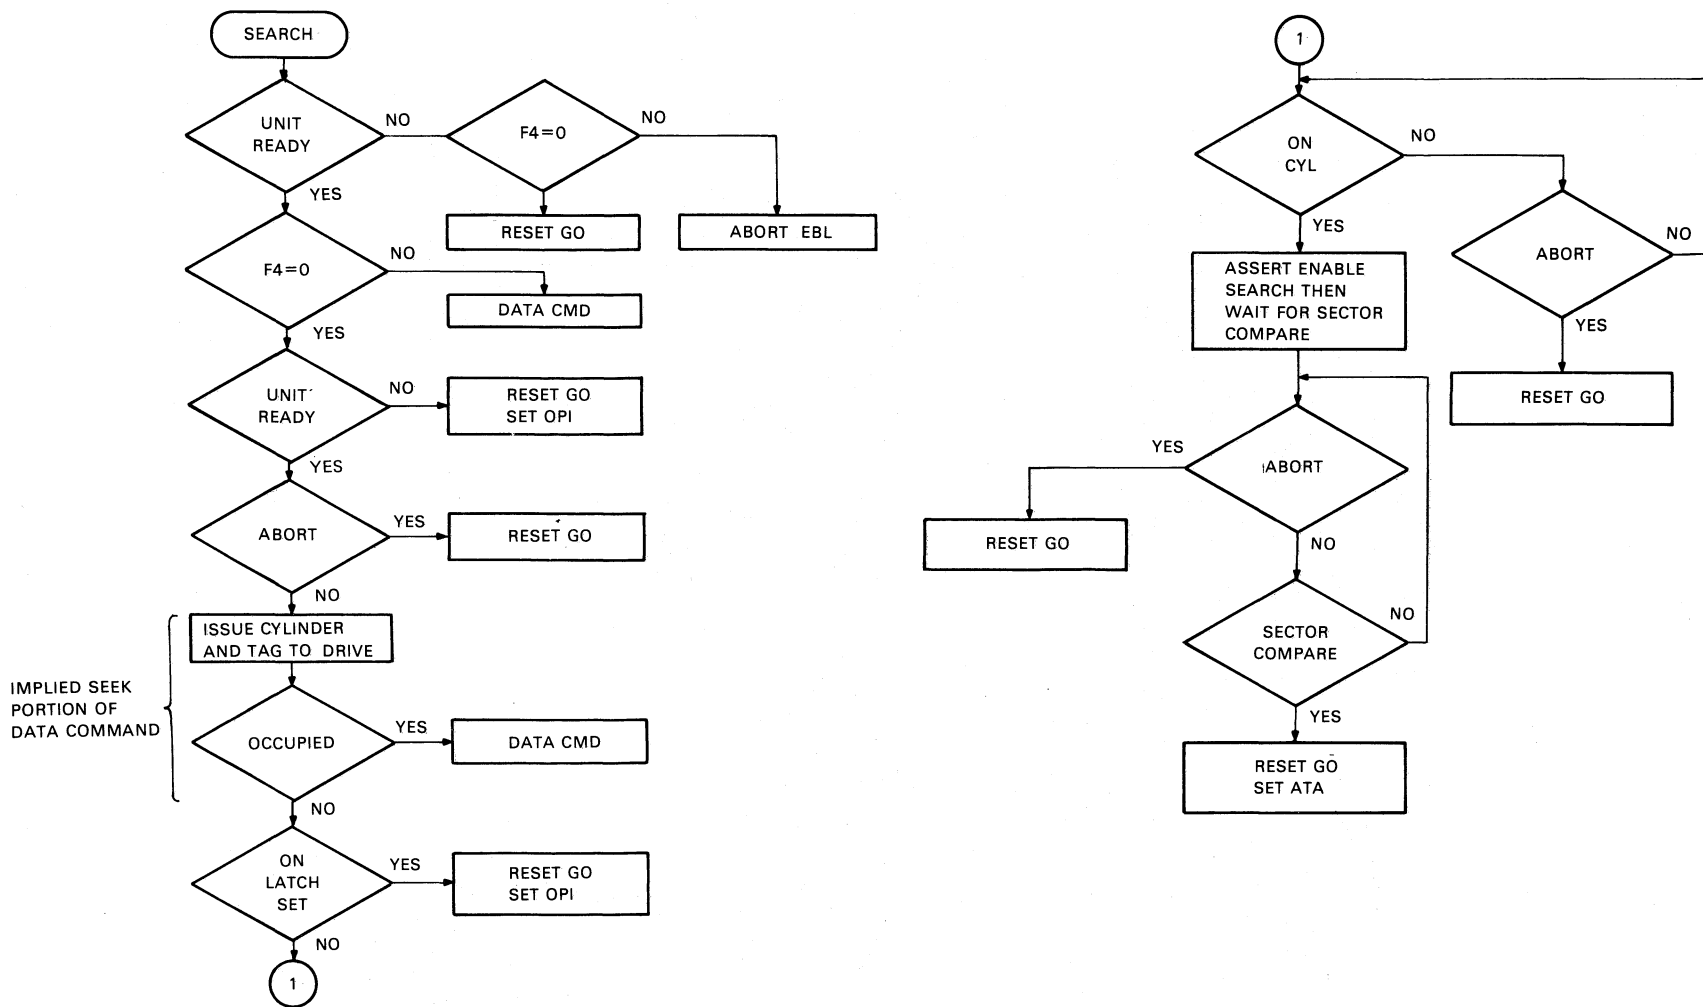 SEARCH
UNIT
READY
NO
F4=0
NO
YES
RESET GO
ABORT EBL
F4=0
NO
DATA CMD
YES
UNIT
READY
NO
RESET GO
SET OPI
YES
ABORT
YES
RESET GO
NO
ISSUE CYLINDER
AND TAG TO DRIVE
IMPLIED SEEK
PORTION OF
DATA COMMAND
OCCUPIED
YES
DATA CMD
NO
ON
LATCH
SET
YES
RESET GO
SET OPI
NO
1
1
ON
CYL
NO
YES
ABORT
NO
YES
RESET GO
ASSERT ENABLE
SEARCH THEN
WAIT FOR SECTOR
COMPARE
ABORT
YES
RESET GO
NO
SECTOR
COMPARE
NO
YES
RESET GO
SET ATA